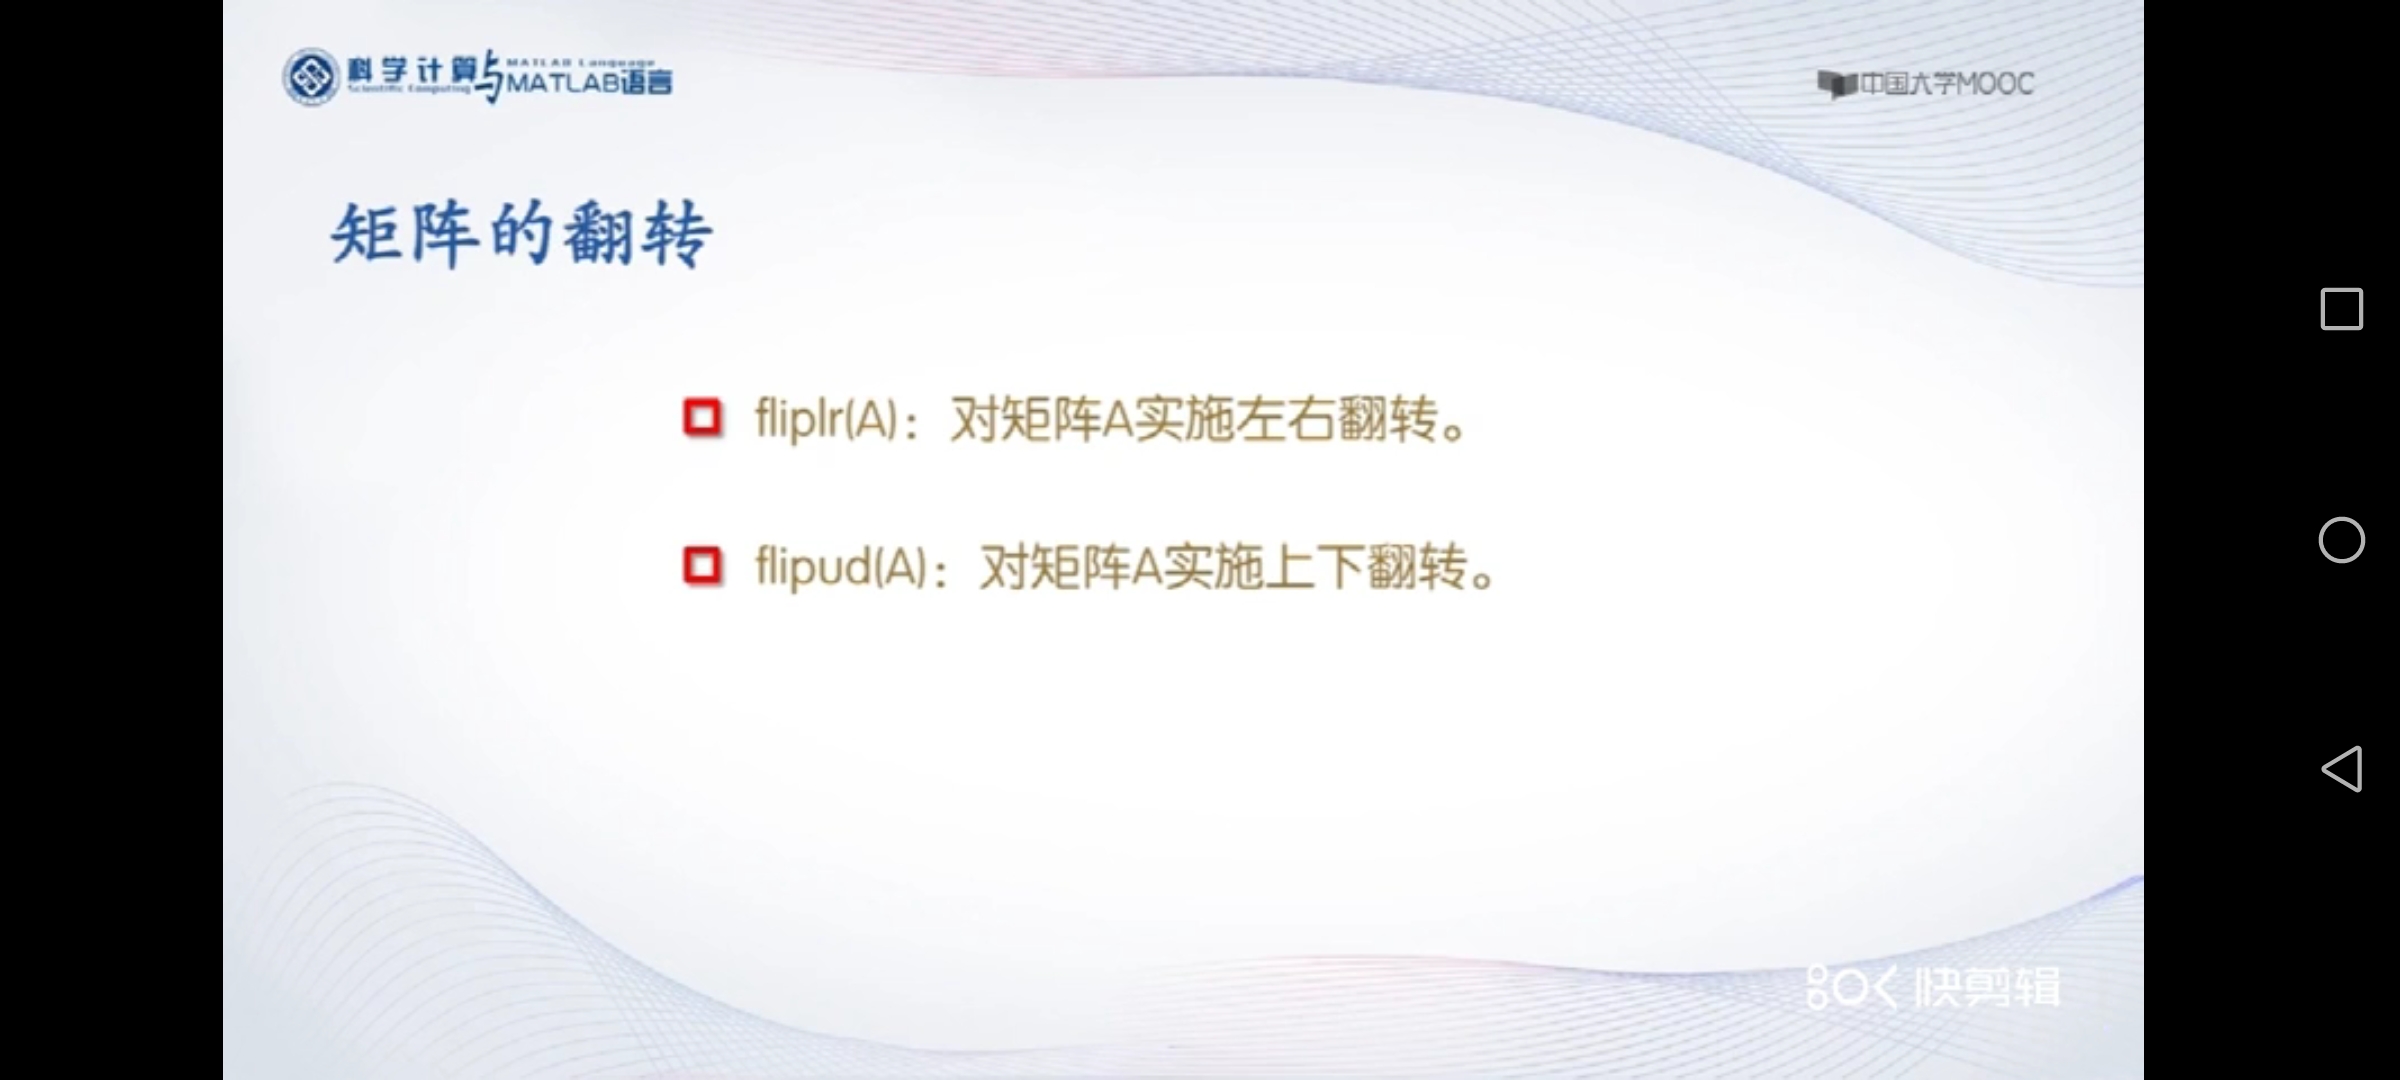 科学计算与MATLAB语言
MATLAB Language
Scientific Computing
中国大学MOOC
矩阵的翻转
fliplr(A)：对矩阵A实施左右翻转。
flipud(A)：对矩阵A实施上下翻转。
快剪辑